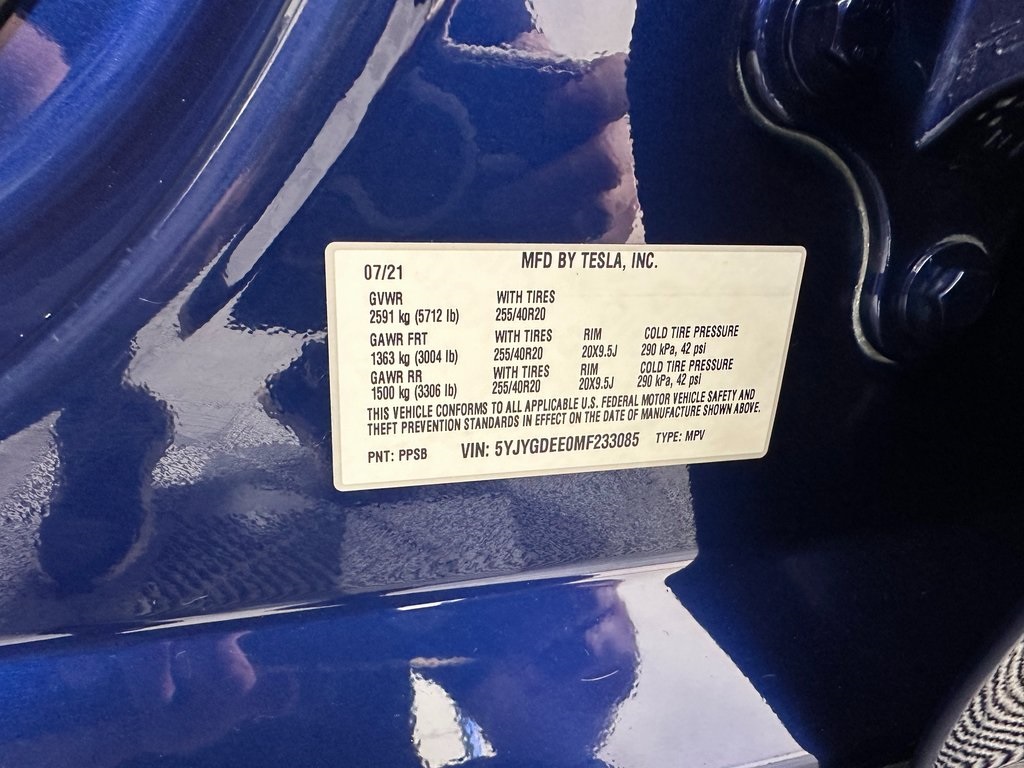 MFD BY TESLA, INC.
07/21
GVWR WITH TIRES
2591 kg (5712 lb) 255/40R20
GAWR FRT WITH TIRES RIM COLD TIRE PRESSURE
1363 kg (3004 lb) 255/40R20 20X9.5J 290 kPa, 42 psi
GAWR RR WITH TIRES RIM COLD TIRE PRESSURE
1500 kg (3306 lb) 255/40R20 20X9.5J 290 kPa, 42 psi
THIS VEHICLE CONFORMS TO ALL APPLICABLE U.S. FEDERAL MOTOR VEHICLE SAFETY AND
THEFT PREVENTION STANDARDS IN EFFECT ON THE DATE OF MANUFACTURE SHOWN ABOVE.
PNT: PPSB VIN: 5YJYGDEE0MF233085 TYPE: MPV